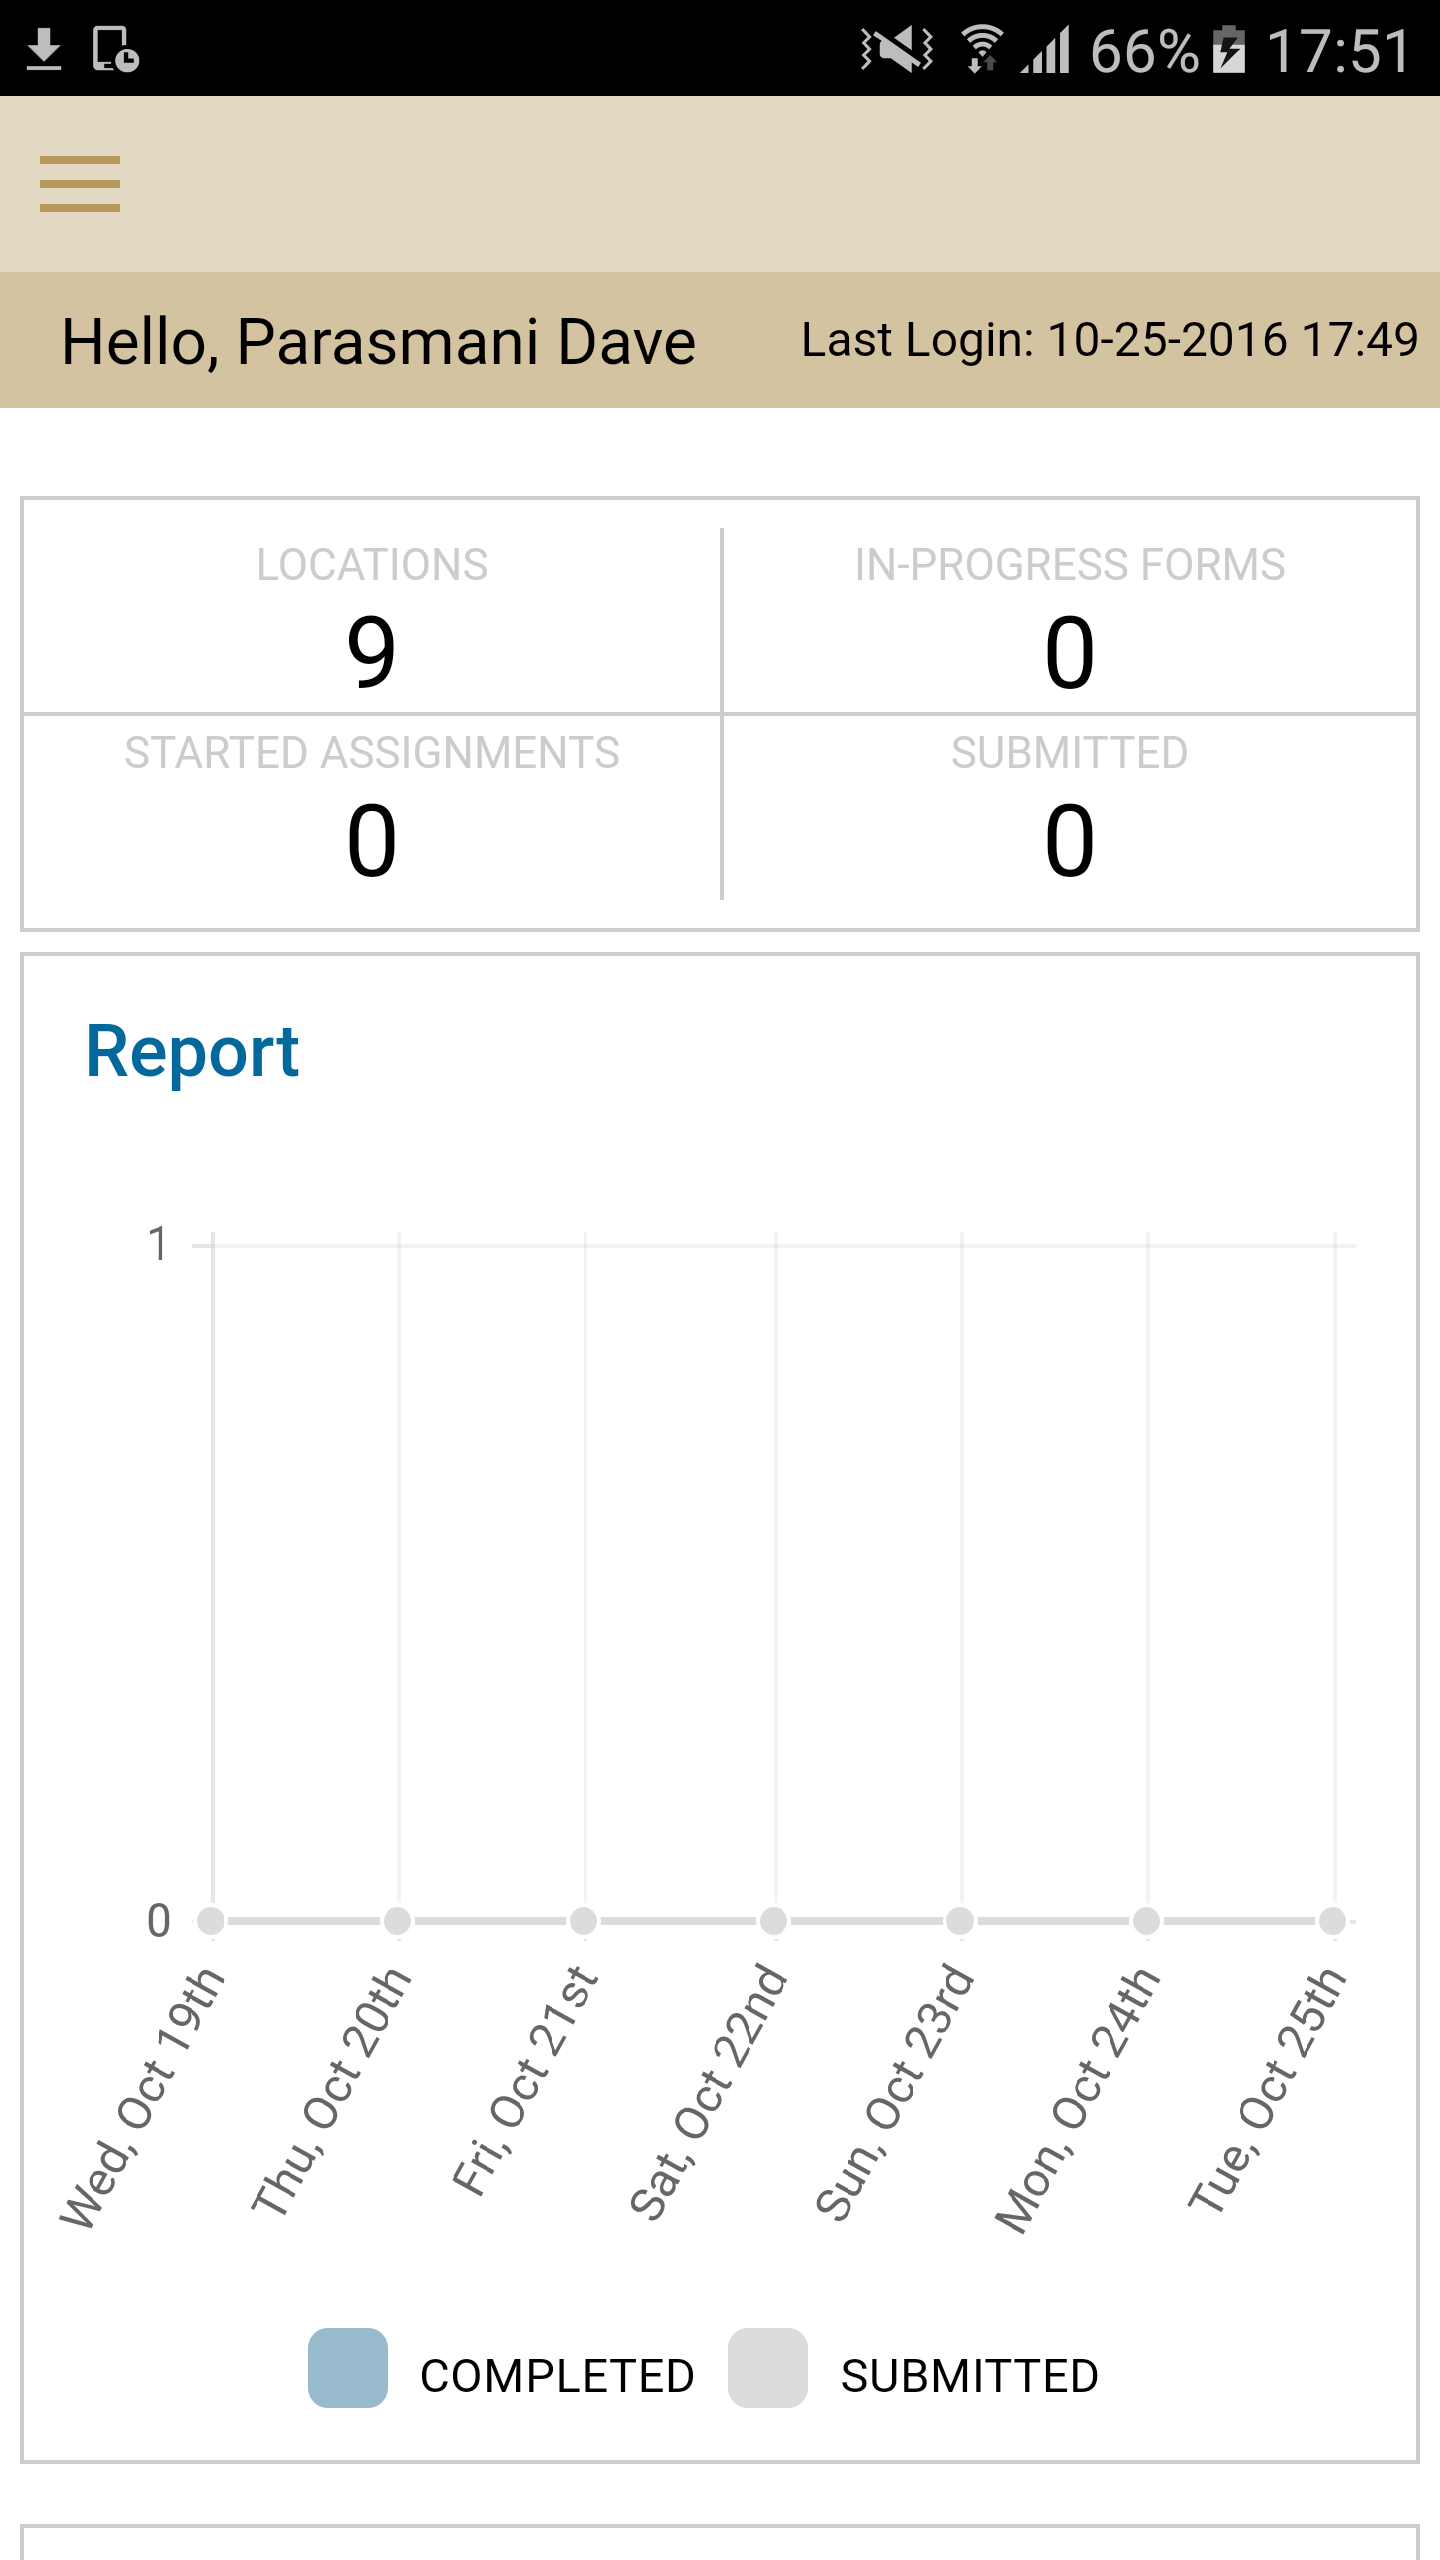 66% 17:51
Hello, Parasmani Dave Last Login: 10-25-2016 17:49
LOCATIONS IN-PROGRESS FORMS
9 0
STARTED ASSIGNMENTS SUBMITTED
0 0
Report
1
0
Wed, Oct 19th Thu, Oct 20th Fri, Oct 21st Sat, Oct 22nd Sun, Oct 23rd Mon, Oct 24th Tue, Oct 25th
COMPLETED SUBMITTED